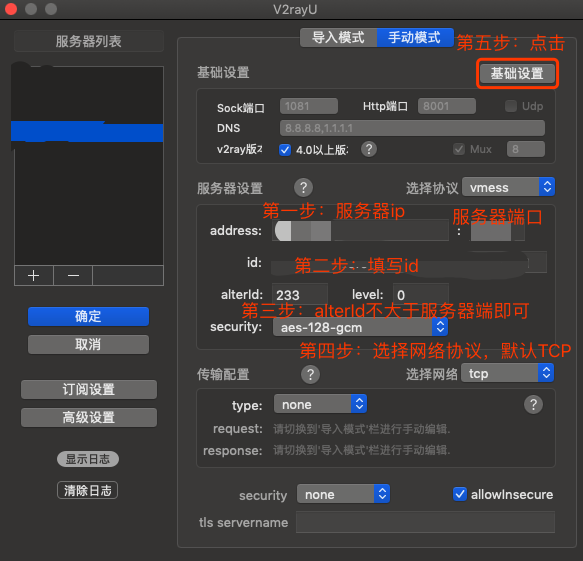 V2rayU
服务器列表
导入模式 手动模式
第五步：点击
基础设置 基础设置
Sock端口 1081 Http端口 8001 Udp
DNS 8.8.8.8,1.1.1.1
v2ray版 4.0以上版 ? Mux 8
服务器设置 ? 选择协议 vmess
第一步：服务器ip 服务器端口
address: :
第二步：填写id
id:
alterId: 233 level: 0
第三步：alterId不大于服务器端即可
security: aes-128-gcm
第四步：选择网络协议，默认TCP
传输配置 ? 选择网络 tcp
type: none ?
request: 请切换到'导入模式'栏进行手动编辑.
response: 请切换到'导入模式'栏进行手动编辑.
security none allowInsecure
tls servername
+ −
确定
取消
订阅设置
高级设置
显示日志
清除日志